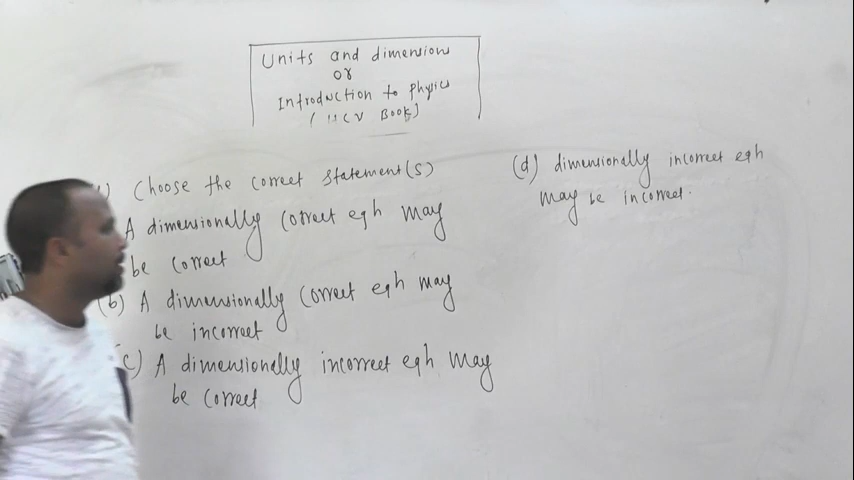 Units and dimensions
or
Introduction to Physics
( HCV Book)
) Choose the correct statement(s)
A dimensionally correct eqn may
be correct
(b) A dimensionally correct eqn may
be incorrect
(c) A dimensionally incorrect eqn may
be correct
(d) dimensionally incorrect eqn
may be incorrect.